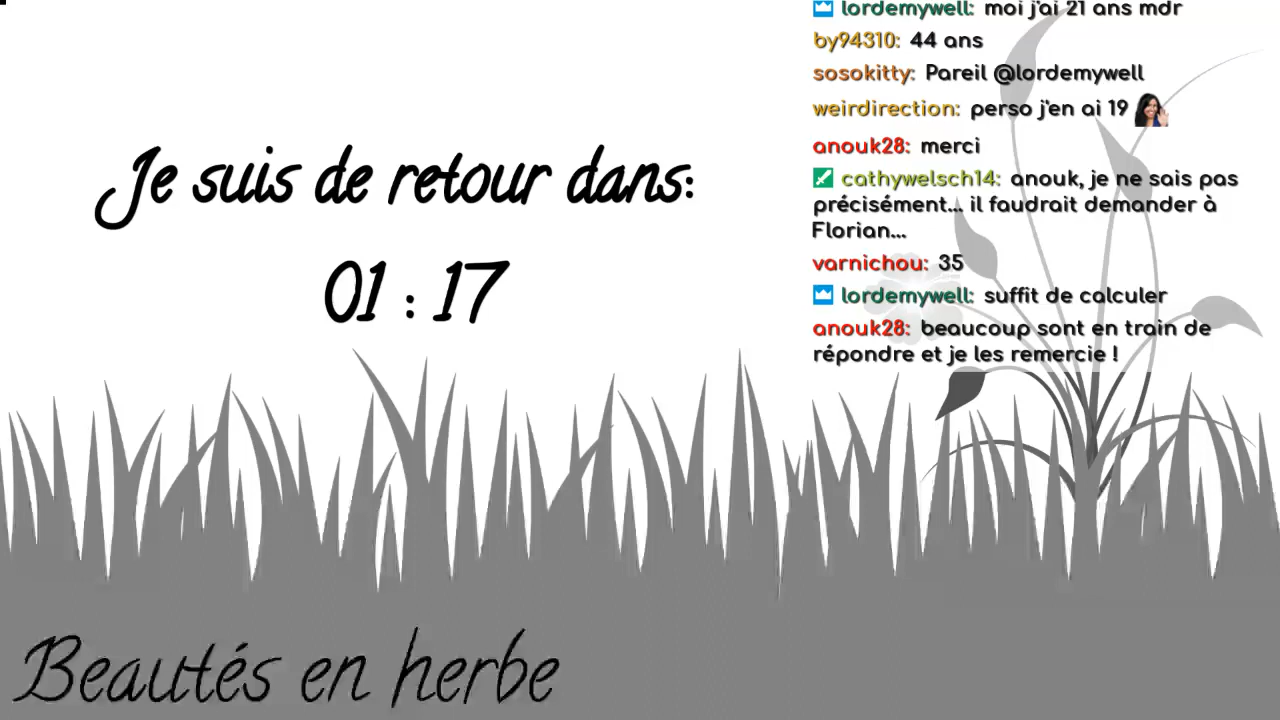 lordemywell: moi j'ai 21 ans mdr
by94310: 44 ans
sosokitty: Pareil @lordemywell
weirdirection: perso j'en ai 19
anouk28: merci
cathywelsch14: anouk, je ne sais pas
précisément... il faudrait demander à
Florian...
varnichou: 35
lordemywell: suffit de calculer
anouk28: beaucoup sont en train de
répondre et je les remercie !
Je suis de retour dans:
01 : 17
Beautés en herbe